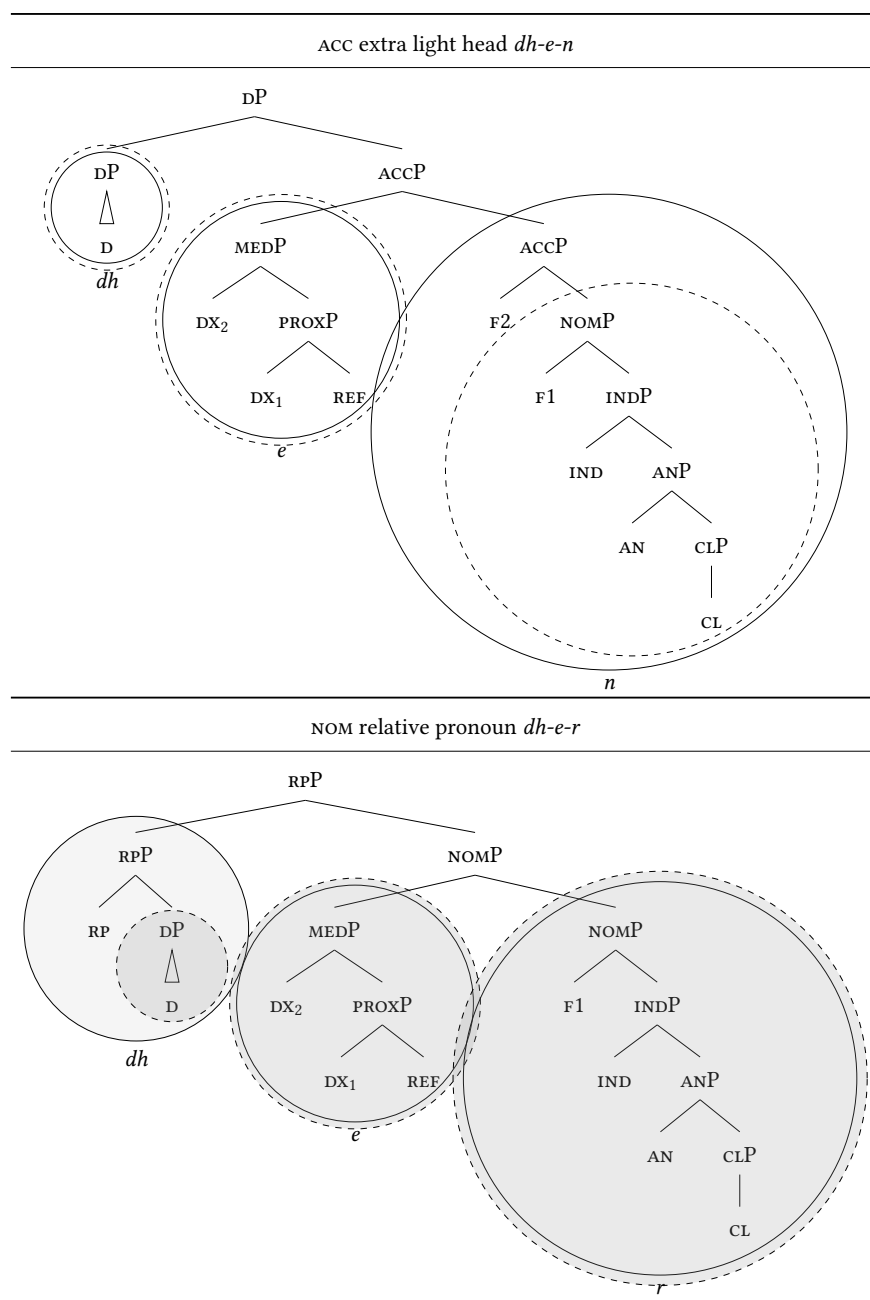 ACC extra light head dh-e-n
DP
DP ACCP
D MEDP ACCP
dh
DX₂ PROXP F2 NOMP
DX₁ REF F1 INDP
e
IND ANP
AN CLP
CL
n
NOM relative pronoun dh-e-r
RPP
RPP NOMP
RP DP MEDP NOMP
D DX₂ PROXP F1 INDP
dh
DX₁ REF IND ANP
e
AN CLP
CL
r